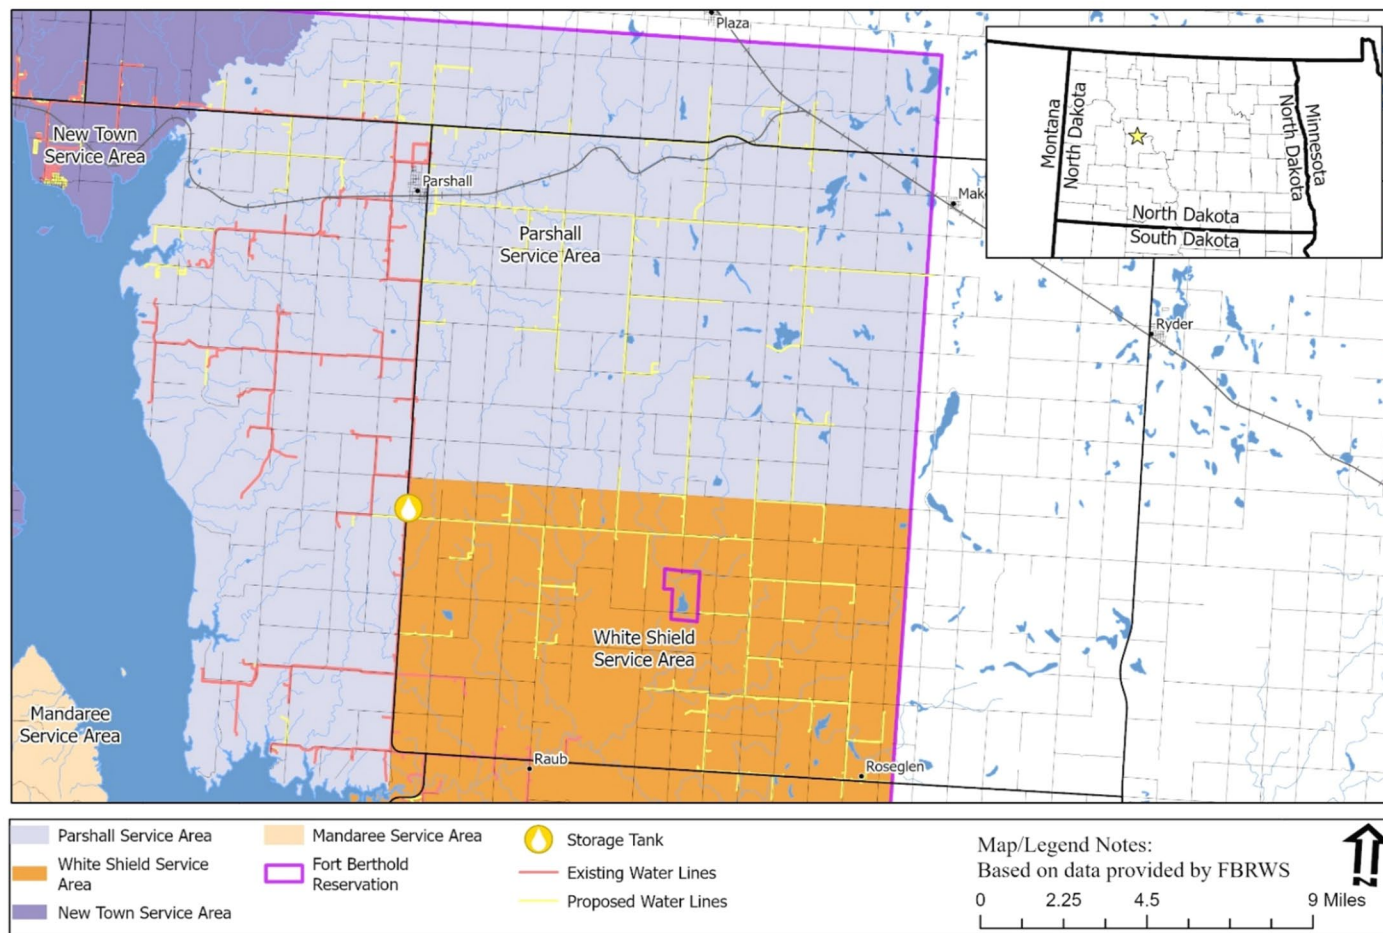 Plaza
New Town
Service Area
Parshall
Parshall
Service Area
Montana
North Dakota
North Dakota
Minnesota
North Dakota
South Dakota
Ryder
White Shield
Service Area
Mandaree
Service Area
Raub
Roseglen
Parshall Service Area
White Shield Service
Area
New Town Service Area
Mandaree Service Area
Fort Berthold
Reservation
Storage Tank
Existing Water Lines
Proposed Water Lines
Map/Legend Notes:
Based on data provided by FBRWS
0 2.25 4.5 9 Miles
N